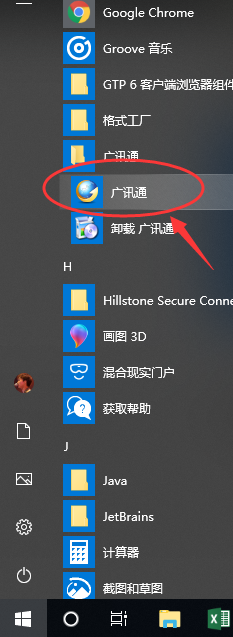 Google Chrome
Groove 音乐
GTP 6 客户端浏览器组件
格式工厂
广讯通
广讯通
卸载 广讯通
H
Hillstone Secure Conne
画图 3D
混合现实门户
获取帮助
J
Java
JetBrains
计算器
截图和草图